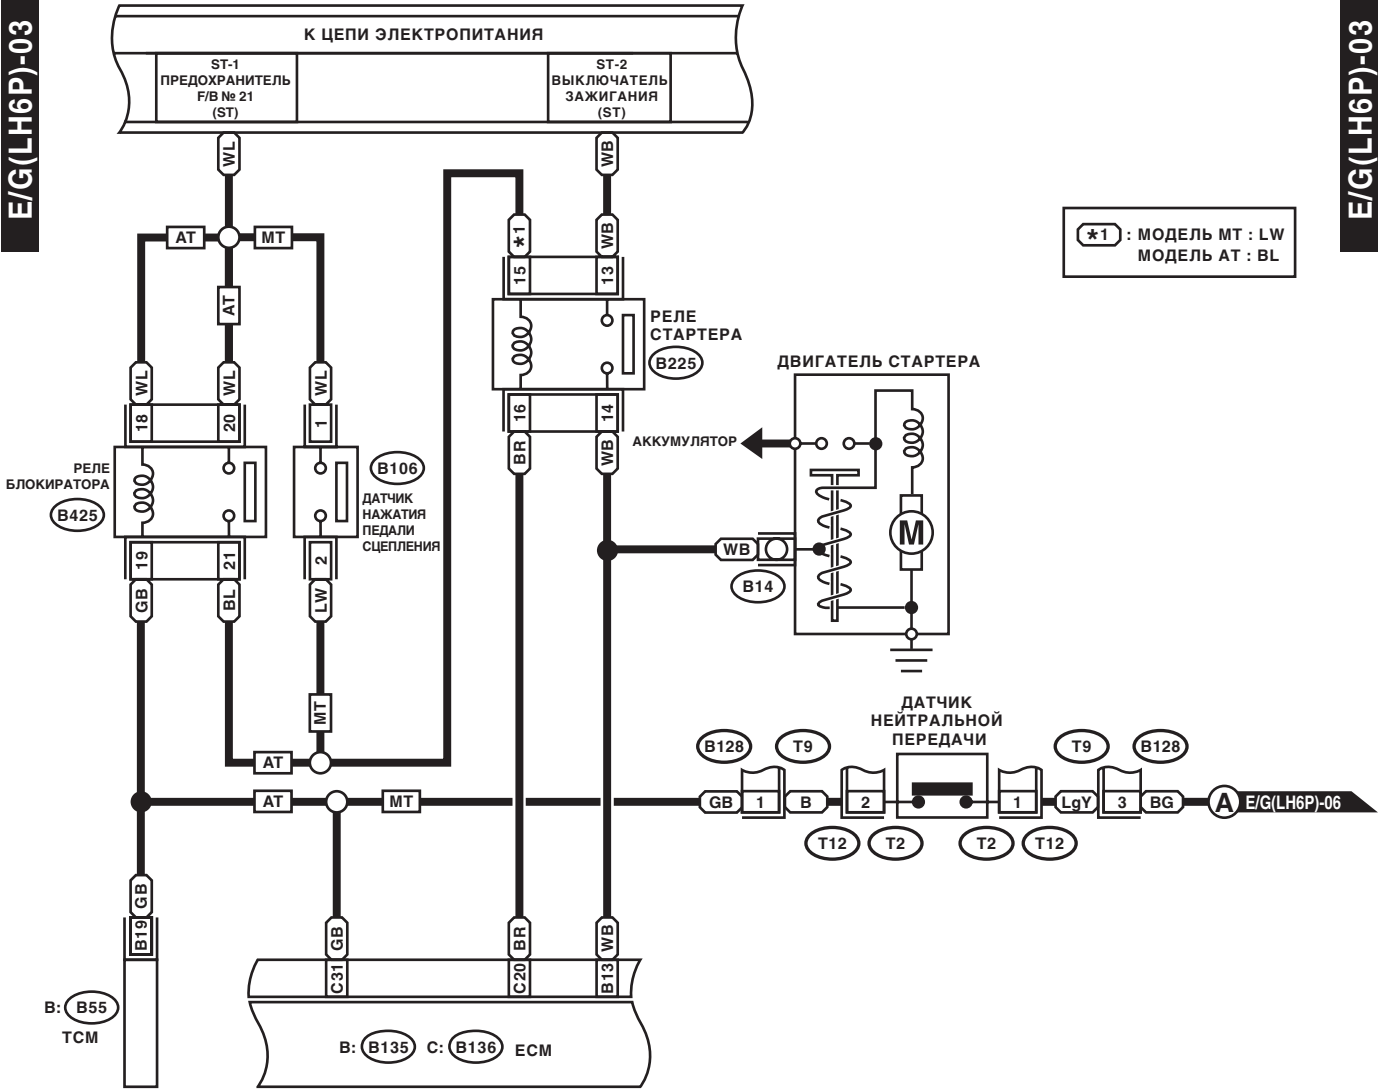 E/G(LH6P)-03
E/G(LH6P)-03
К ЦЕПИ ЭЛЕКТРОПИТАНИЯ
ST-1
ПРЕДОХРАНИТЕЛЬ
F/B № 21
(ST)
ST-2
ВЫКЛЮЧАТЕЛЬ
ЗАЖИГАНИЯ
(ST)
WL
WB
AT
MT
*1
WB
*1 : МОДЕЛЬ МТ : LW
МОДЕЛЬ АТ : BL
AT
15
13
РЕЛЕ
СТАРТЕРА
B225
ДВИГАТЕЛЬ СТАРТЕРА
WL
WL
WL
18
20
1
16
14
АККУМУЛЯТОР
BR
WB
РЕЛЕ
БЛОКИРАТОРА
B425
B106
ДАТЧИК
НАЖАТИЯ
ПЕДАЛИ
СЦЕПЛЕНИЯ
M
19
21
2
WB
B14
GB
BL
LW
MT
ДАТЧИК
НЕЙТРАЛЬНОЙ
ПЕРЕДАЧИ
AT
B128
T9
T9
B128
AT
MT
GB
1
B
2
1
LgY
3
BG
A
E/G(LH6P)-06
T12
T2
T2
T12
GB
B19
GB
BR
WB
C31
C20
B13
B: B55
TCM
B: B135 C: B136 ECM